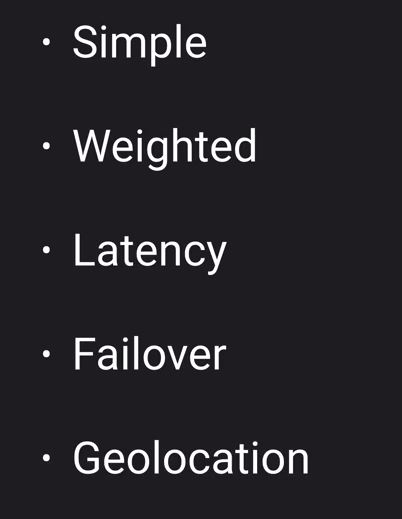 • Simple
• Weighted
• Latency
• Failover
• Geolocation